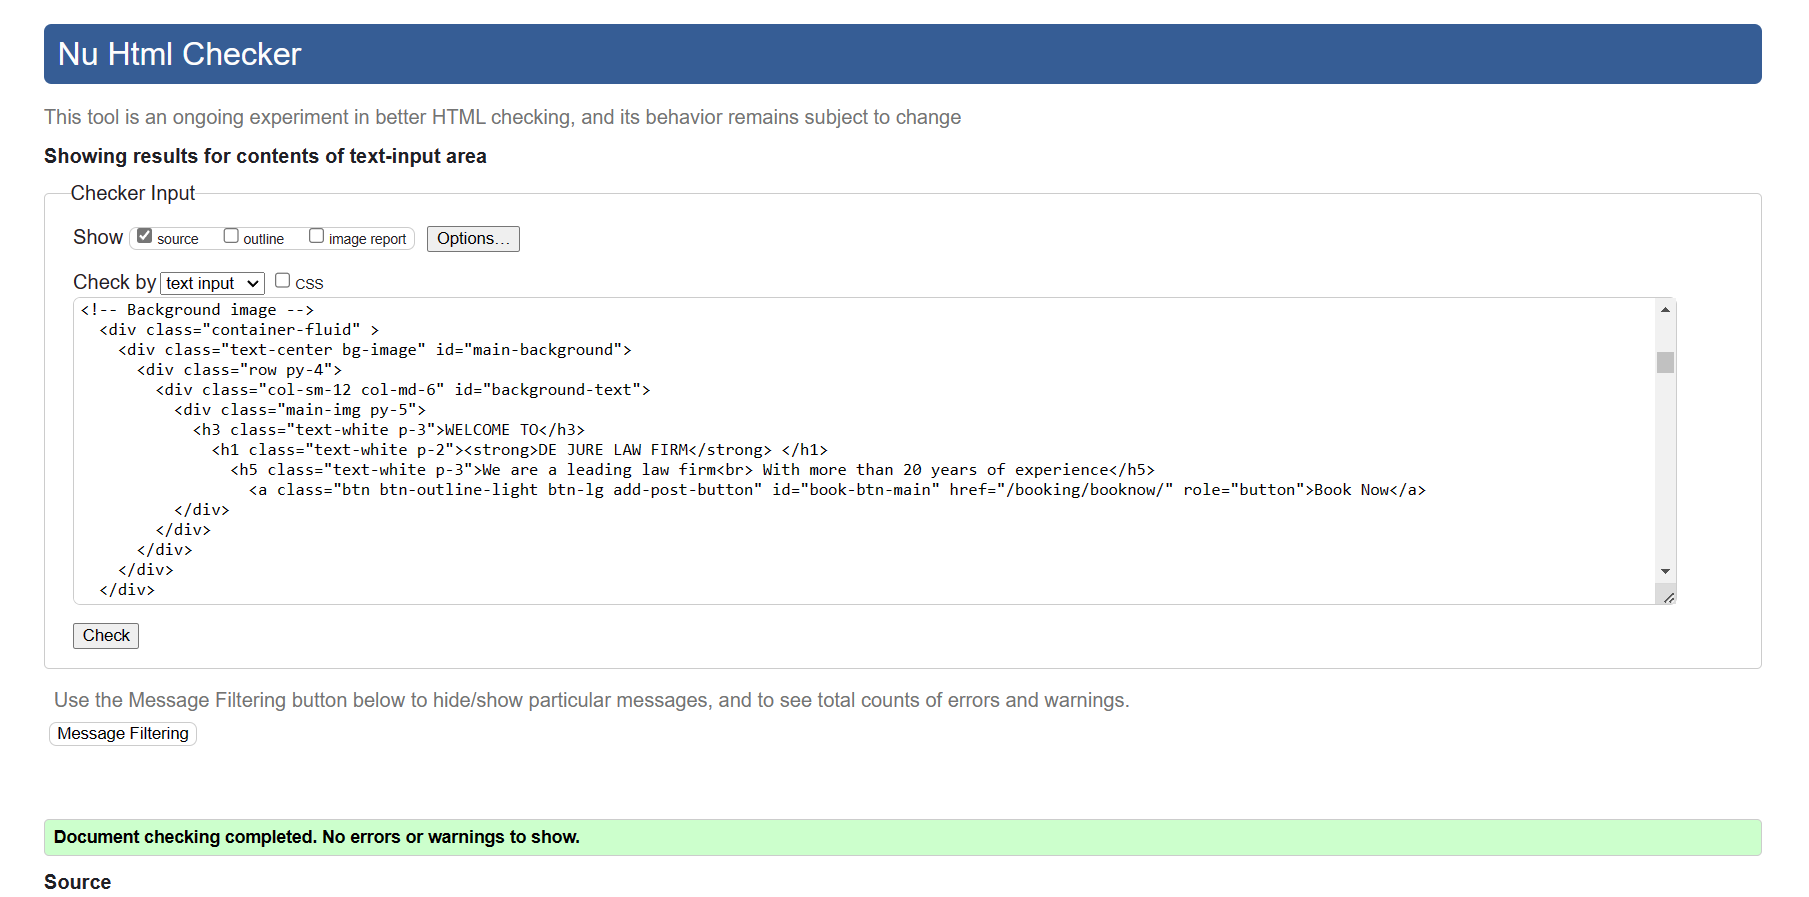 Nu Html Checker
This tool is an ongoing experiment in better HTML checking, and its behavior remains subject to change
Showing results for contents of text-input area
Checker Input
Show source outline image report Options...
Check by text input CSS
<!-- Background image -->
<div class="container-fluid" >
<div class="text-center bg-image" id="main-background">
<div class="row py-4">
<div class="col-sm-12 col-md-6" id="background-text">
<div class="main-img py-5">
<h3 class="text-white p-3">WELCOME TO</h3>
<h1 class="text-white p-2"><strong>DE JURE LAW FIRM</strong> </h1>
<h5 class="text-white p-3">We are a leading law firm<br> With more than 20 years of experience</h5>
<a class="btn btn-outline-light btn-lg add-post-button" id="book-btn-main" href="/booking/booknow/" role="button">Book Now</a>
</div>
</div>
</div>
</div>
</div>
Check
Use the Message Filtering button below to hide/show particular messages, and to see total counts of errors and warnings.
Message Filtering
Document checking completed. No errors or warnings to show.
Source